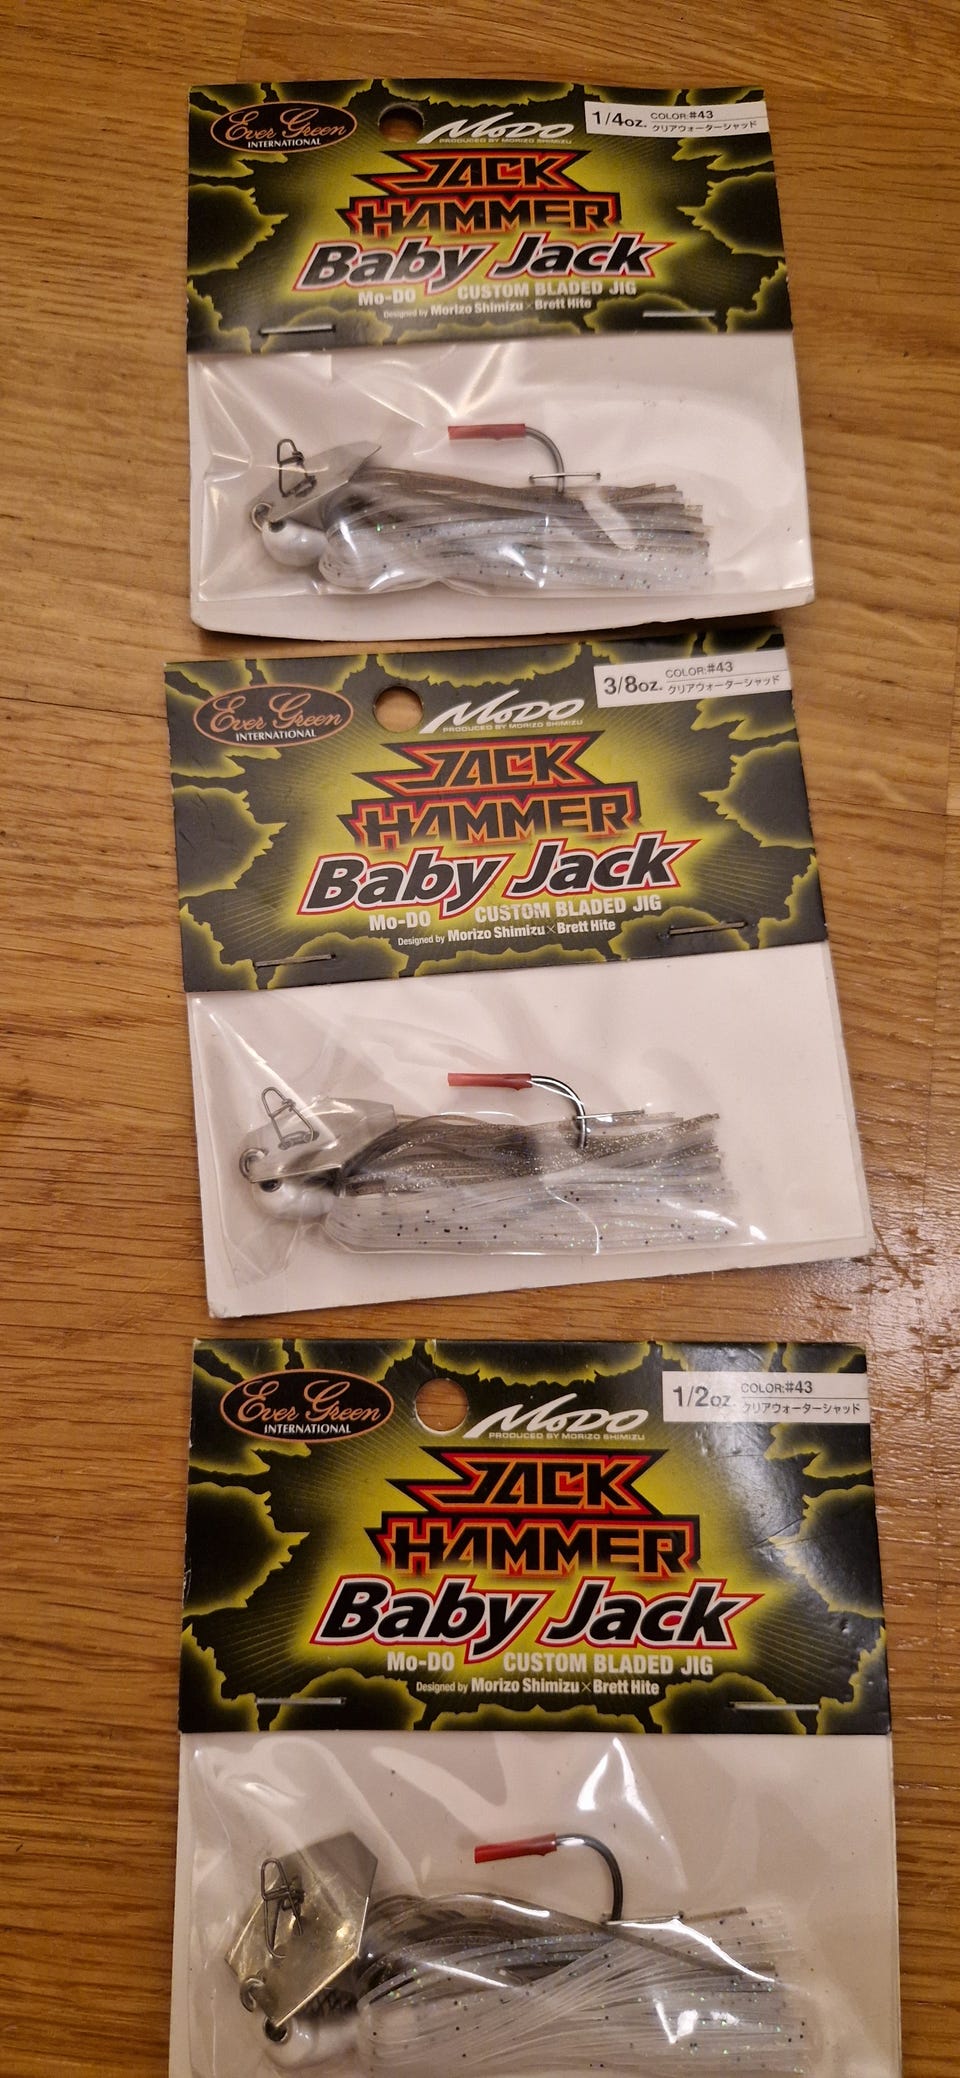 Ever Green
INTERNATIONAL
MoDO
PRODUCED BY MORIZO SHIMIZU
1/4oz.
COLOR:#43
クリアウォーターシャッド
JACK
HAMMER
Baby Jack
Mo-DO CUSTOM BLADED JIG
Designed by Morizo Shimizu×Brett Hite
Ever Green
INTERNATIONAL
MoDO
PRODUCED BY MORIZO SHIMIZU
3/8oz.
COLOR:#43
クリアウォーターシャッド
JACK
HAMMER
Baby Jack
Mo-DO CUSTOM BLADED JIG
Designed by Morizo Shimizu×Brett Hite
Ever Green
INTERNATIONAL
MoDO
PRODUCED BY MORIZO SHIMIZU
1/2oz.
COLOR:#43
クリアウォーターシャッド
JACK
HAMMER
Baby Jack
Mo-DO CUSTOM BLADED JIG
Designed by Morizo Shimizu×Brett Hite